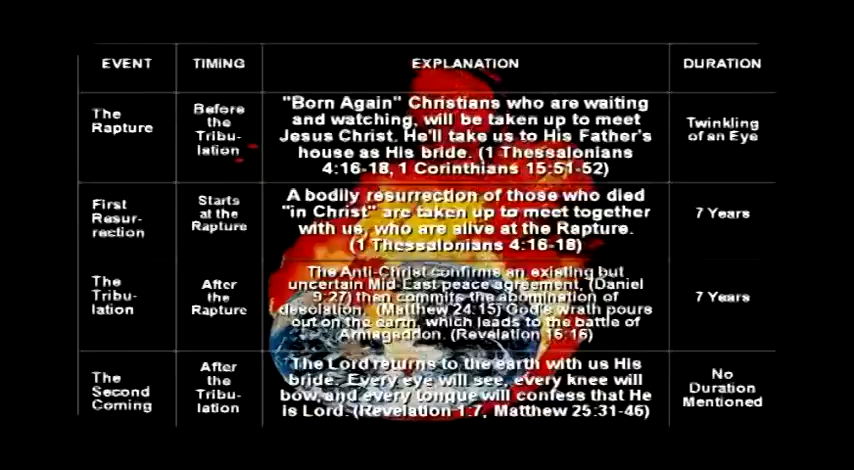 EVENT
TIMING
EXPLANATION
DURATION
The
Rapture
Before
the
Tribu-
lation
"Born Again" Christians who are waiting
and watching, will be taken up to meet
Jesus Christ. He'll take us to His Father's
house as His bride. (1 Thessalonians
4:16-18, 1 Corinthians 15:51-52)
Twinkling
of an Eye
First
Resur-
rection
Starts
at the
Rapture
A bodily resurrection of those who died
"in Christ" are taken up to meet together
with us, who are alive at the Rapture.
(1 Thessalonians 4:16-18)
7 Years
The
Tribu-
lation
After
the
Rapture
The Anti-Christ confirms an existing but
uncertain Mid-East peace agreement, (Daniel
9:27) then commits the abomination of
desolation, (Matthew 24:15) God's wrath pours
out on the earth, which leads to the battle of
Armageddon. (Revelation 16:16)
7 Years
The
Second
Coming
After
the
Tribu-
lation
The Lord returns to the earth with us His
bride. Every eye will see, every knee will
bow, and every tongue will confess that He
is Lord. (Revelation 1:7, Matthew 25:31-46)
No
Duration
Mentioned